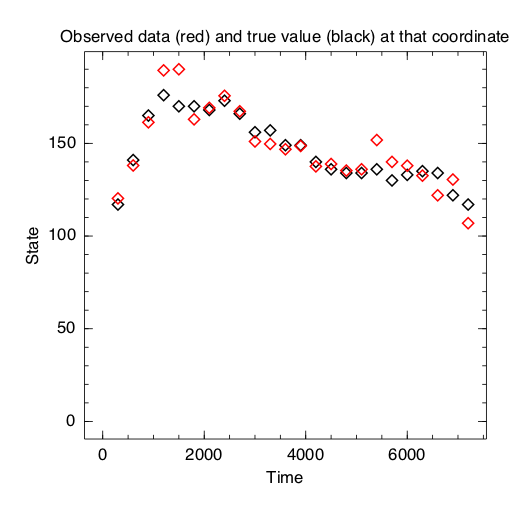 Observed data (red) and true value (black) at that coordinate
150
100
50
0
State
0 2000 4000 6000
Time